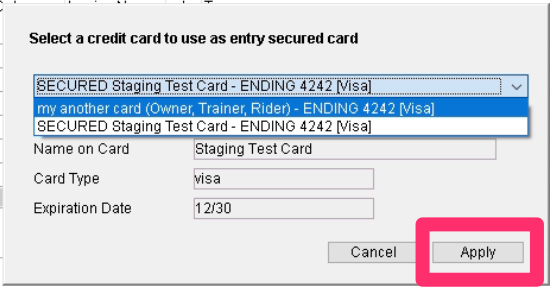 Select a credit card to use as entry secured card
SECURED Staging Test Card - ENDING 4242 [Visa]
my another card (Owner, Trainer, Rider) - ENDING 4242 [Visa]
SECURED Staging Test Card - ENDING 4242 [Visa]
Name on Card Staging Test Card
Card Type visa
Expiration Date 12/30
Cancel Apply